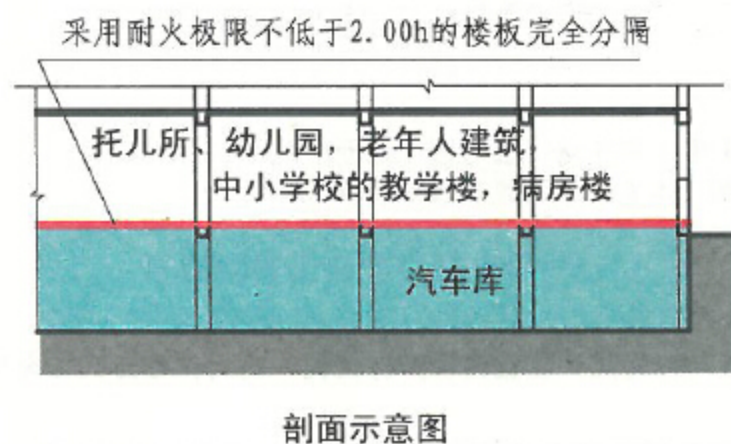 采用耐火极限不低于2.00h的楼板完全分隔
托儿所、幼儿园，老年人建筑，
中小学校的教学楼，病房楼
汽车库
剖面示意图